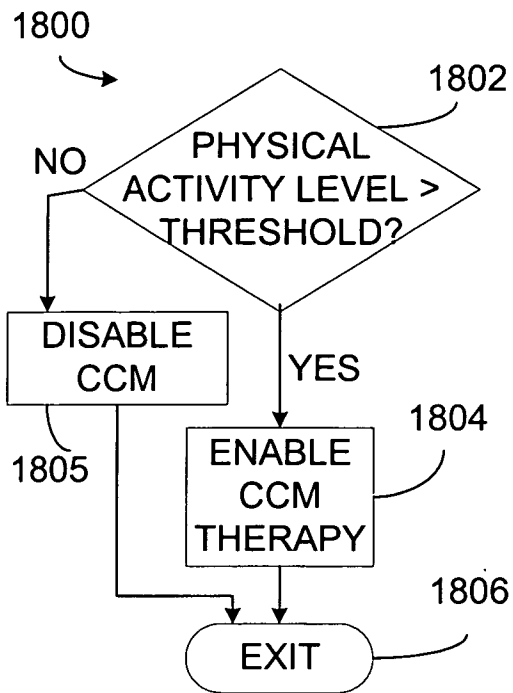 1800
1802
PHYSICAL
ACTIVITY LEVEL >
THRESHOLD?
NO
DISABLE
CCM
1805
YES
ENABLE
CCM
THERAPY
1804
EXIT
1806